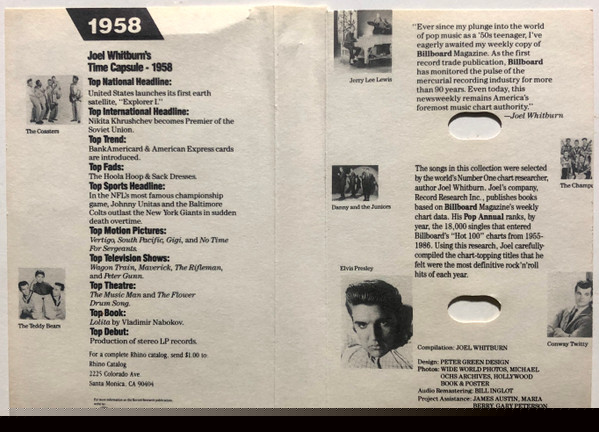 1958
Joel Whitburn's
Time Capsule - 1958
Top National Headline:
United States launches its first earth
satellite, "Explorer I."
Top International Headline:
Nikita Khrushchev becomes Premier of the
Soviet Union.
Top Trend:
BankAmericard & American Express cards
are introduced.
Top Fads:
The Hoola Hoop & Sack Dresses.
Top Sports Headline:
In the NFL's most famous championship
game, Johnny Unitas and the Baltimore
Colts outlast the New York Giants in sudden
death overtime.
Top Motion Pictures:
Vertigo, South Pacific, Gigi, and No Time
For Sergeants.
Top Television Shows:
Wagon Train, Maverick, The Rifleman,
and Peter Gunn.
Top Theatre:
The Music Man and The Flower
Drum Song.
Top Book:
Lolita by Vladimir Nabokov.
Top Debut:
Production of stereo LP records.
For a complete Rhino catalog, send $1.00 to:
Rhino Catalog
2225 Colorado Ave
Santa Monica, CA 90404
The Coasters
The Teddy Bears
Jerry Lee Lewis
Danny and the Juniors
Elvis Presley
"Ever since my plunge into the world
of pop music as a '50s teenager, I've
eagerly awaited my weekly copy of
Billboard Magazine. As the first
record trade publication, Billboard
has monitored the pulse of the
mercurial recording industry for more
than 90 years. Even today, this
newsweekly remains America's
foremost music chart authority."
—Joel Whitburn
The songs in this collection were selected
by the world's Number One chart researcher,
author Joel Whitburn. Joel's company,
Record Research Inc., publishes books
based on Billboard Magazine's weekly
chart data. His Pop Annual ranks, by
year, the 18,000 singles that entered
Billboard's "Hot 100" charts from 1955-
1986. Using this research, Joel carefully-
compiled the chart-topping titles that he
felt were the most definitive rock'n'roll
hits of each year.
Compilation: JOEL WHITBURN
Design: PETER GREEN DESIGN
Photos: WIDE WORLD PHOTOS, MICHAEL
OCHS ARCHIVES, HOLLYWOOD
BOOK & POSTER
Audio Remastering: BILL INGLOT
Project Assistance: JAMES AUSTIN, MARIA
BERRY, GARY PETERSON
The Champs
Conway Twitty